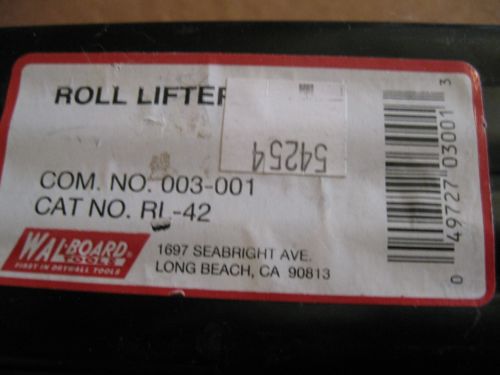 ROLL LIFTER
54254
COM. NO. 003-001
CAT NO. RL-42
WAL-BOARD
TOOLS
FIRST IN DRYWALL TOOLS
1697 SEABRIGHT AVE.
LONG BEACH, CA 90813
0 49727 03001 3